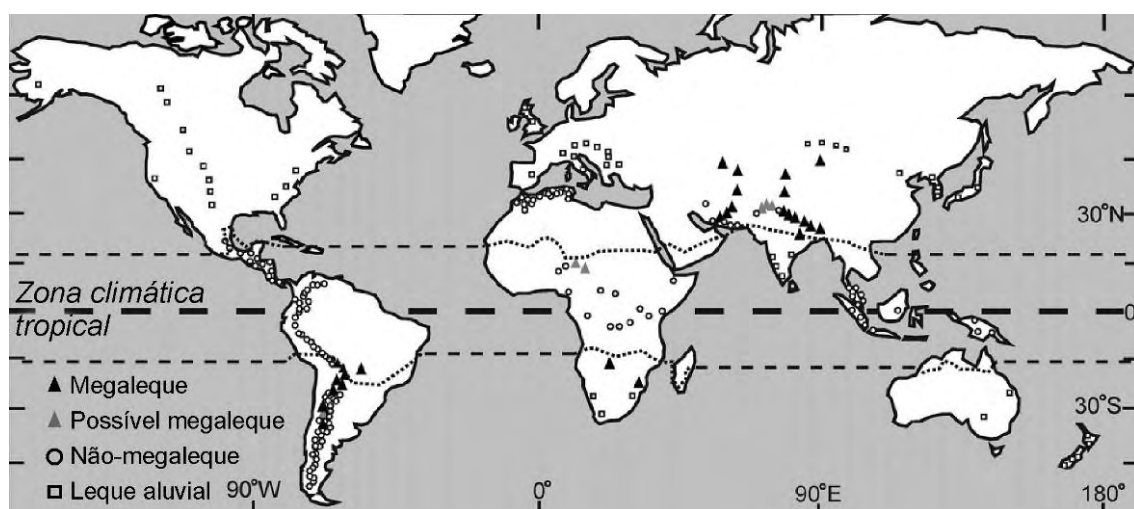 30°N
Zona climática
0
tropical
Megaleque
Possível megaleque
30°S
Não-megaleque
Leque aluvial
90°W
0°
90°E
180°